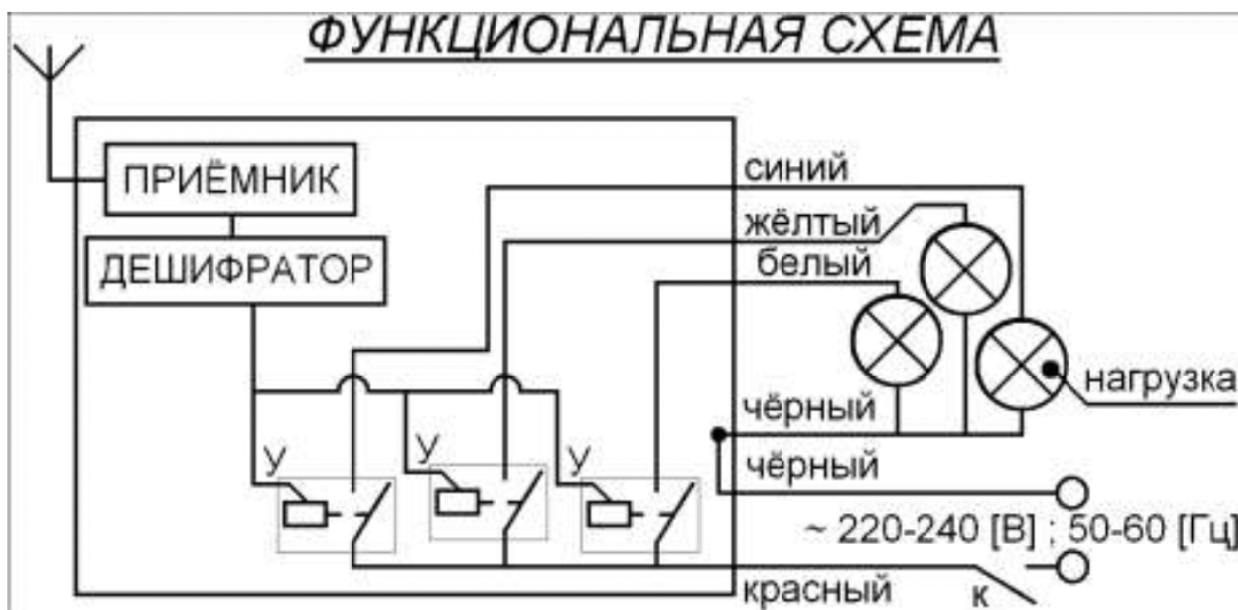 ФУНКЦИОНАЛЬНАЯ СХЕМА
ПРИЁМНИК
ДЕШИФРАТОР
синий
жёлтый
белый
нагрузка
чёрный
чёрный
У
У
У
~ 220-240 [В] ; 50-60 [Гц]
красный
к